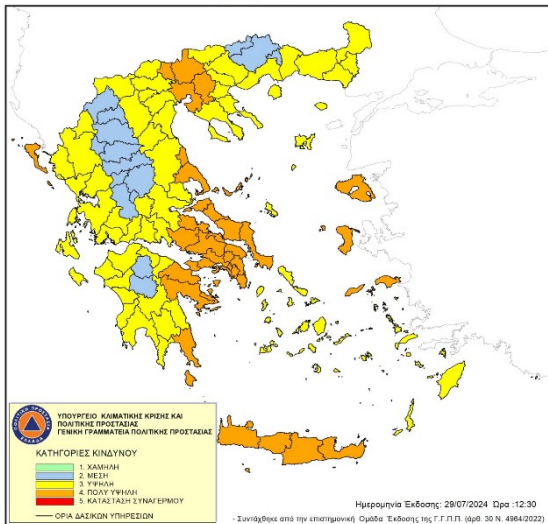 ΥΠΟΥΡΓΕΙΟ ΚΛΙΜΑΤΙΚΗΣ ΚΡΙΣΗΣ ΚΑΙ
ΠΟΛΙΤΙΚΗΣ ΠΡΟΣΤΑΣΙΑΣ
ΓΕΝΙΚΗ ΓΡΑΜΜΑΤΕΙΑ ΠΟΛΙΤΙΚΗΣ ΠΡΟΣΤΑΣΙΑΣ
ΚΑΤΗΓΟΡΙΕΣ ΚΙΝΔΥΝΟΥ
1. ΧΑΜΗΛΗ
2. ΜΕΣΗ
3. ΥΨΗΛΗ
4. ΠΟΛΥ ΥΨΗΛΗ
5. ΚΑΤΑΣΤΑΣΗ ΣΥΝΑΓΕΡΜΟΥ
ΟΡΙΑ ΔΑΣΙΚΩΝ ΥΠΗΡΕΣΙΩΝ
Ημερομηνία Έκδοσης: 29/07/2024 Ώρα :12:30
- Συντάχθηκε από την επιστημονική Ομάδα Έκδοσης της Γ.Γ.Π.Π. (άρθ. 30 Ν. 4964/2022)